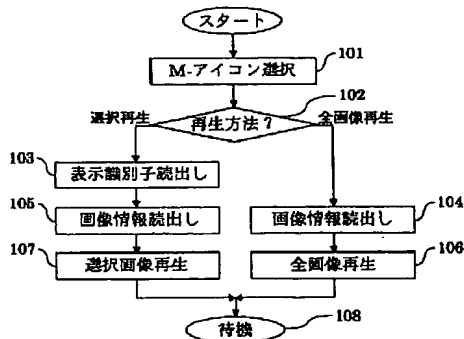 スタート
M-アイコン選択
101
102
選択再生
再生方法?
全画像再生
103
表示識別子読出し
105
画像情報読出し
画像情報読出し
104
107
選択画像再生
全画像再生
106
待機
108